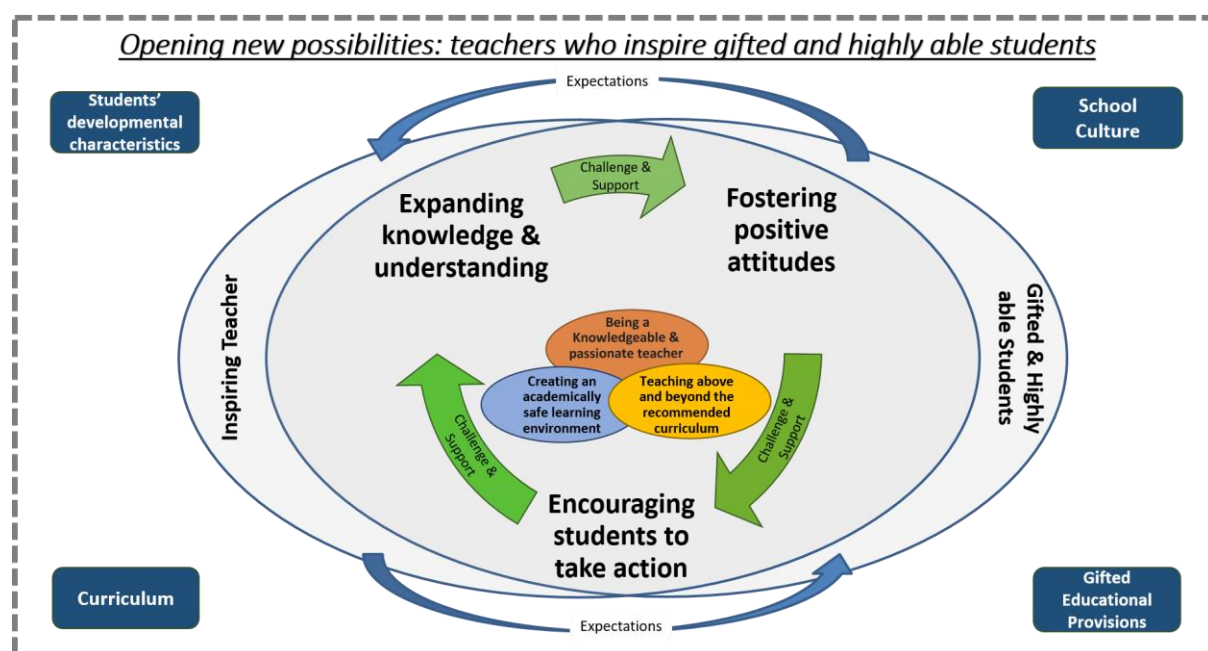 Opening new possibilities: teachers who inspire gifted and highly able students
Expectations
Students’
developmental
characteristics
School
Culture
Challenge &
Support
Expanding
knowledge &
understanding
Fostering
positive
attitudes
Inspiring Teacher
Gifted & Highly
able Students
Being a
Knowledgeable &
passionate teacher
Creating an
academically
safe learning
environment
Teaching above
and beyond the
recommended
curriculum
Challenge &
Support
Challenge &
Support
Encouraging
students to
take action
Curriculum
Gifted
Educational
Provisions
Expectations